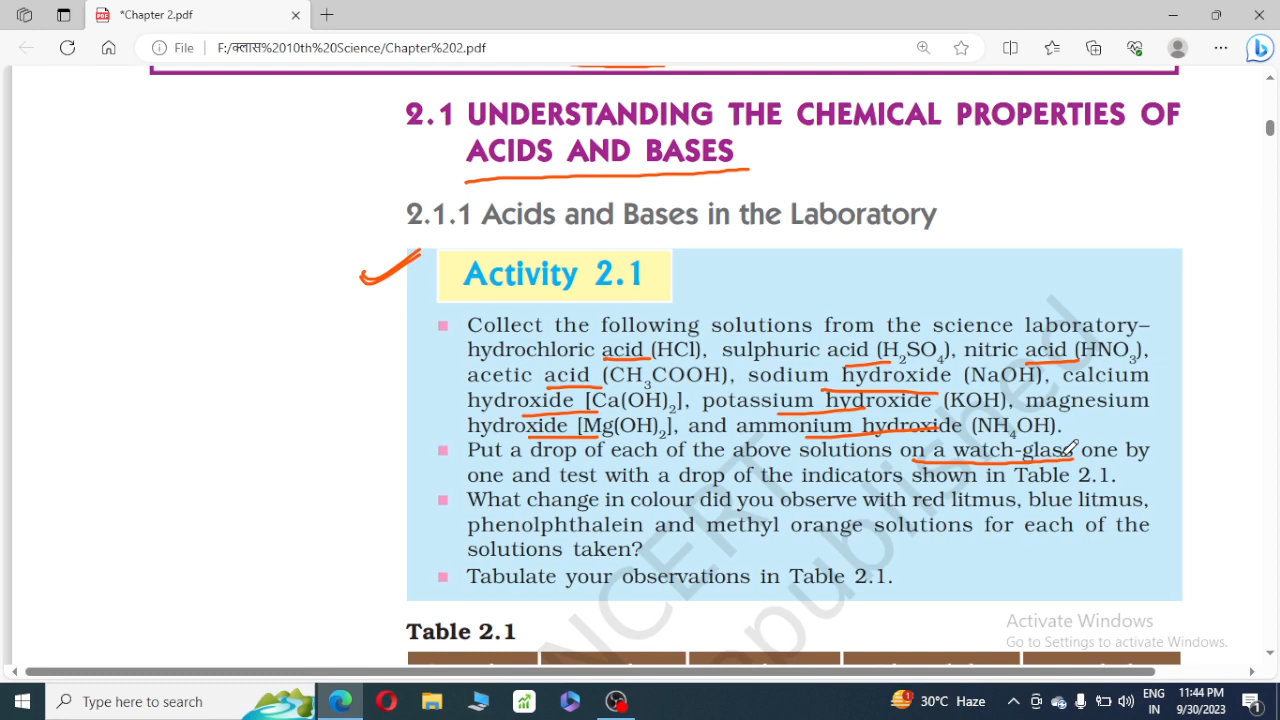 *Chapter 2.pdf
File
F:/क्लास%2010th%20Science/Chapter%202.pdf
2.1 UNDERSTANDING THE CHEMICAL PROPERTIES OF
ACIDS AND BASES
2.1.1 Acids and Bases in the Laboratory
Activity 2.1
Collect the following solutions from the science laboratory–
hydrochloric acid (HCl), sulphuric acid (H₂SO₄), nitric acid (HNO₃),
acetic acid (CH₃COOH), sodium hydroxide (NaOH), calcium
hydroxide [Ca(OH)₂], potassium hydroxide (KOH), magnesium
hydroxide [Mg(OH)₂], and ammonium hydroxide (NH₄OH).
Put a drop of each of the above solutions on a watch-glass one by
one and test with a drop of the indicators shown in Table 2.1.
What change in colour did you observe with red litmus, blue litmus,
phenolphthalein and methyl orange solutions for each of the
solutions taken?
Tabulate your observations in Table 2.1.
NCERT
published
Table 2.1
Activate Windows
Go to Settings to activate Windows.
Type here to search
1
30°C Haze
ENG
IN
11:44 PM
9/30/2023
1